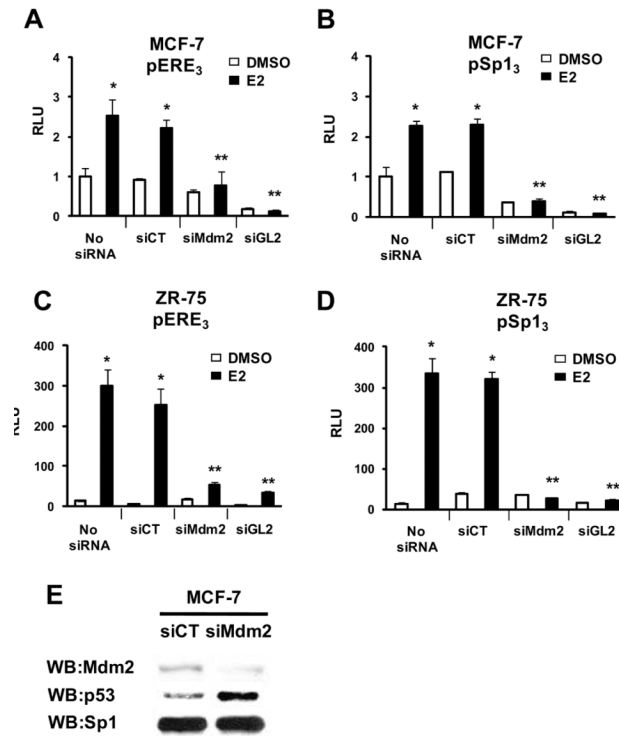 A
MCF-7
pERE3
RLU
4
3
2
1
0
DMSO
E2
*
*
**
**
No siRNA
siCT
siMdm2
siGL2
B
MCF-7
pSp13
RLU
4
3
2
1
0
DMSO
E2
*
*
**
**
No siRNA
siCT
siMdm2
siGL2
C
ZR-75
pERE3
RLU
400
300
200
100
0
DMSO
E2
*
*
**
**
No siRNA
siCT
siMdm2
siGL2
D
ZR-75
pSp13
RLU
400
300
200
100
0
DMSO
E2
*
*
**
**
No siRNA
siCT
siMdm2
siGL2
E
MCF-7
siCT siMdm2
WB:Mdm2
WB:p53
WB:Sp1